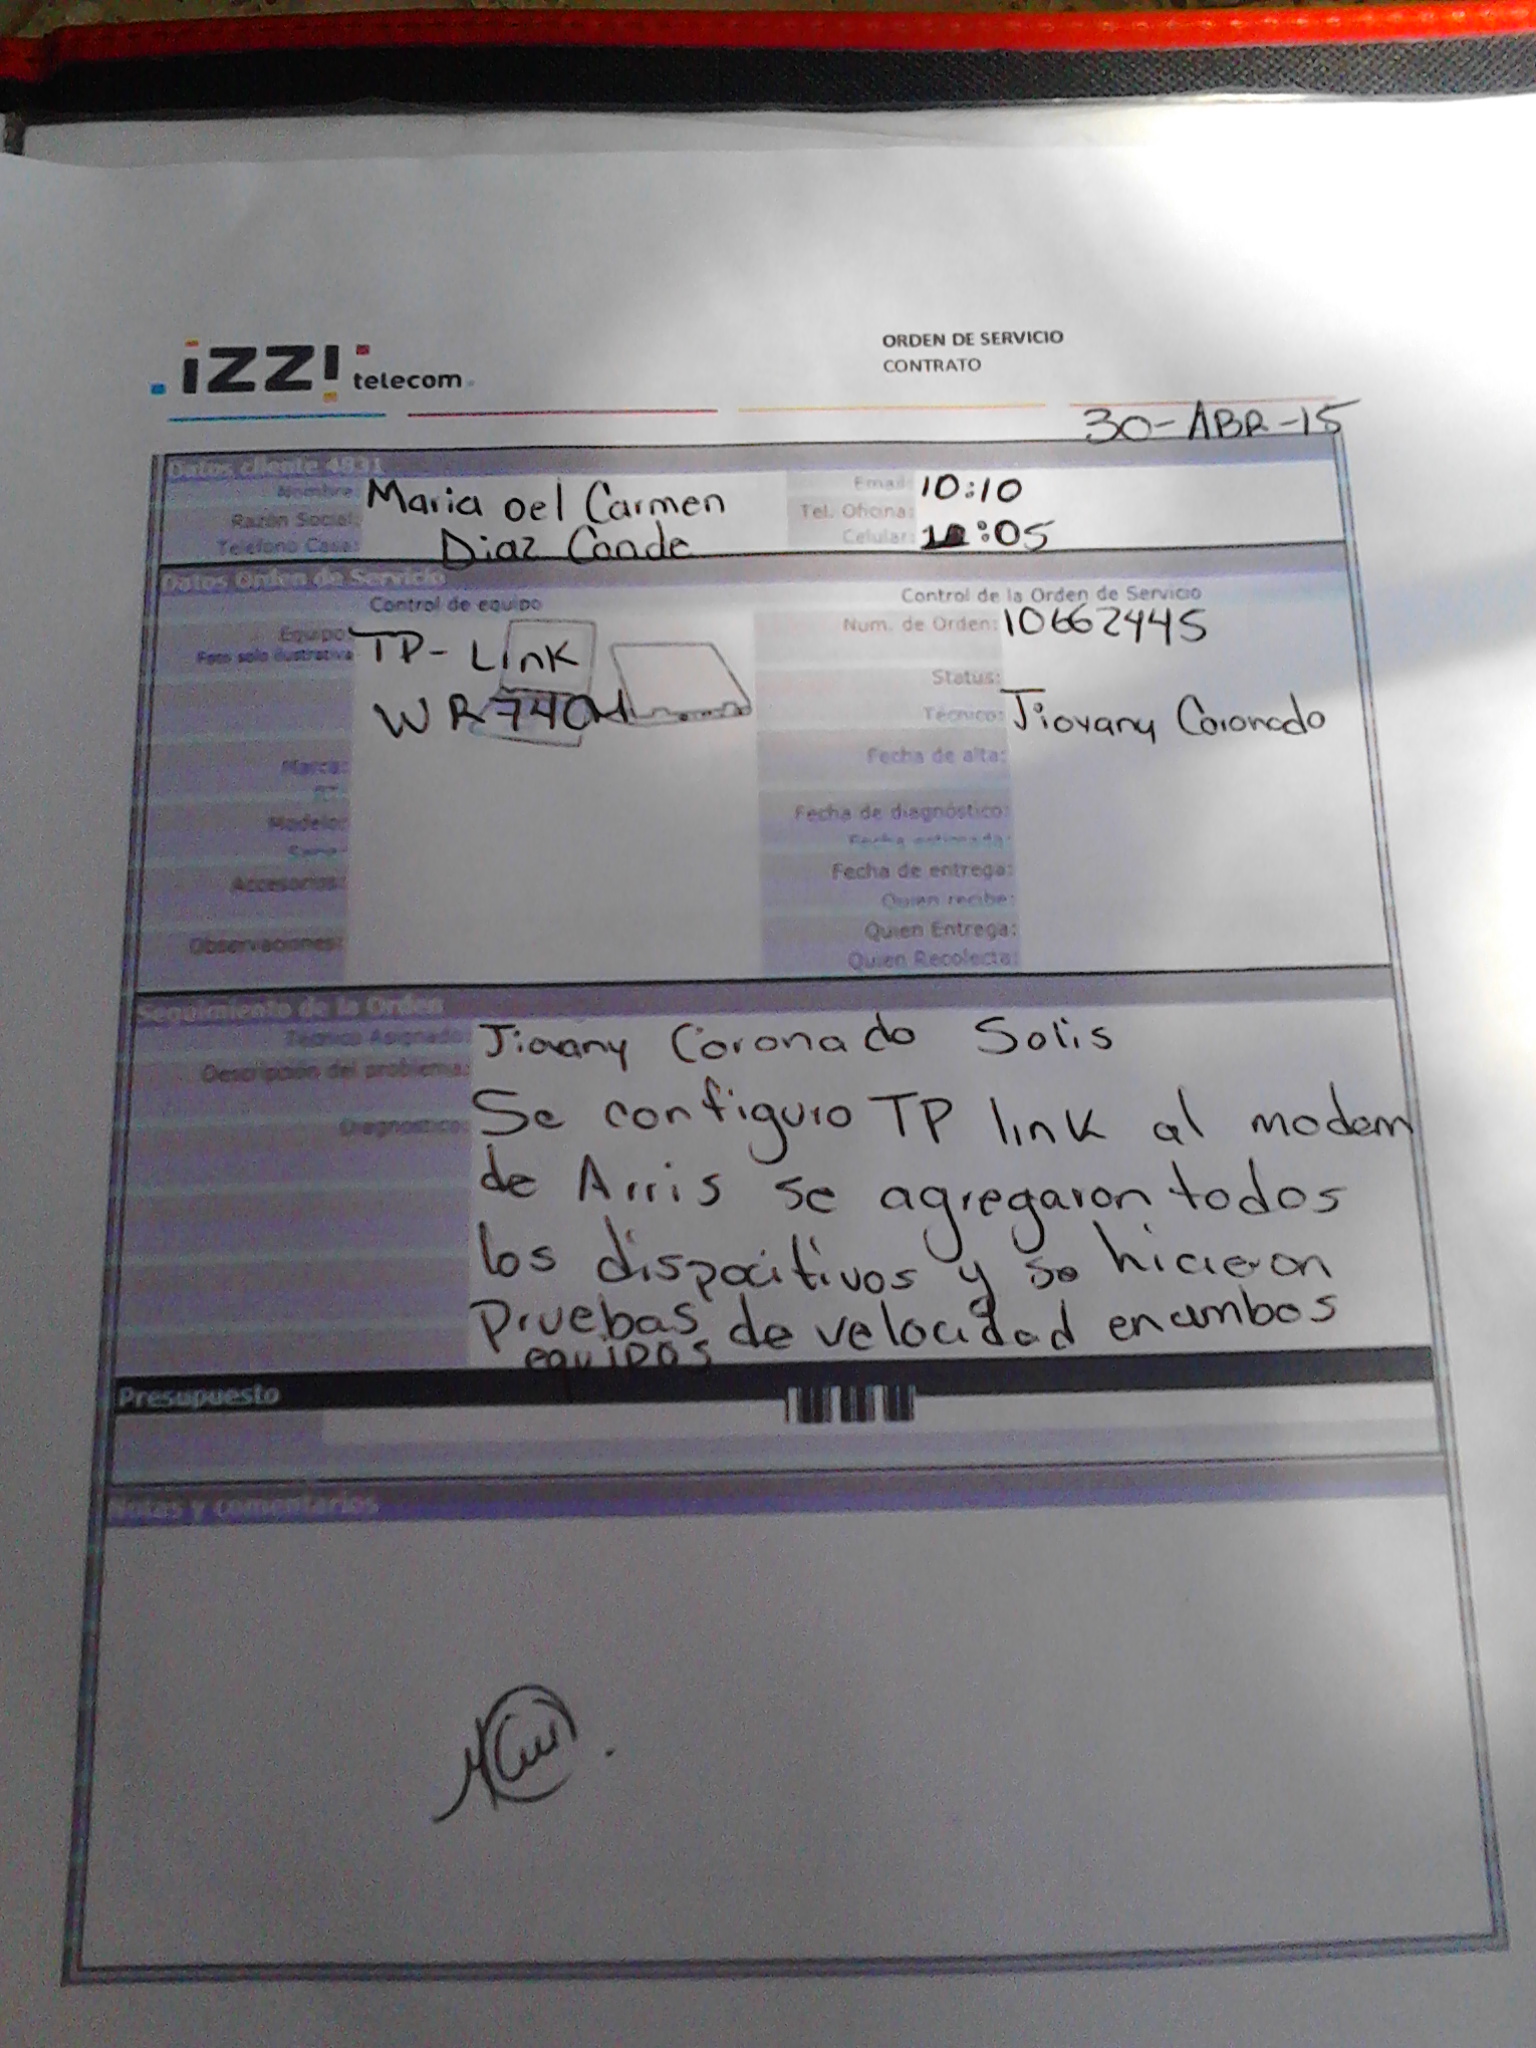 izzi telecom
ORDEN DE SERVICIO
CONTRATO
30-ABR-15
Datos cliente 4831
Nombre: Maria del Carmen
Razón Social:
Teléfono Casa: Diaz Conde
Email: 10:10
Tel. Oficina:
Celular: :05
Datos Orden de Servicio
Control de equipo
Equipo: TP-Link
Foto solo ilustrativa
WR740N
Marca:
Modelo:
Serie:
Accesorios:
Observaciones:
Control de la Orden de Servicio
Num. de Orden: 10662445
Status:
Técnico: Jiovany Coronado
Fecha de alta:
Fecha de diagnóstico:
Fecha estimada:
Fecha de entrega:
Quien recibe:
Quien Entrega:
Quien Recolecta:
Seguimiento de la Orden
Técnico Asignado: Jiovany Coronado Solis
Descripción del problema:
Diagnostico: Se configuro TP link al modem
de Arris se agregaron todos
los dispocitivos y se hicieron
Pruebas de velocidad en ambos
equipos
Presupuesto
Notas y comentarios